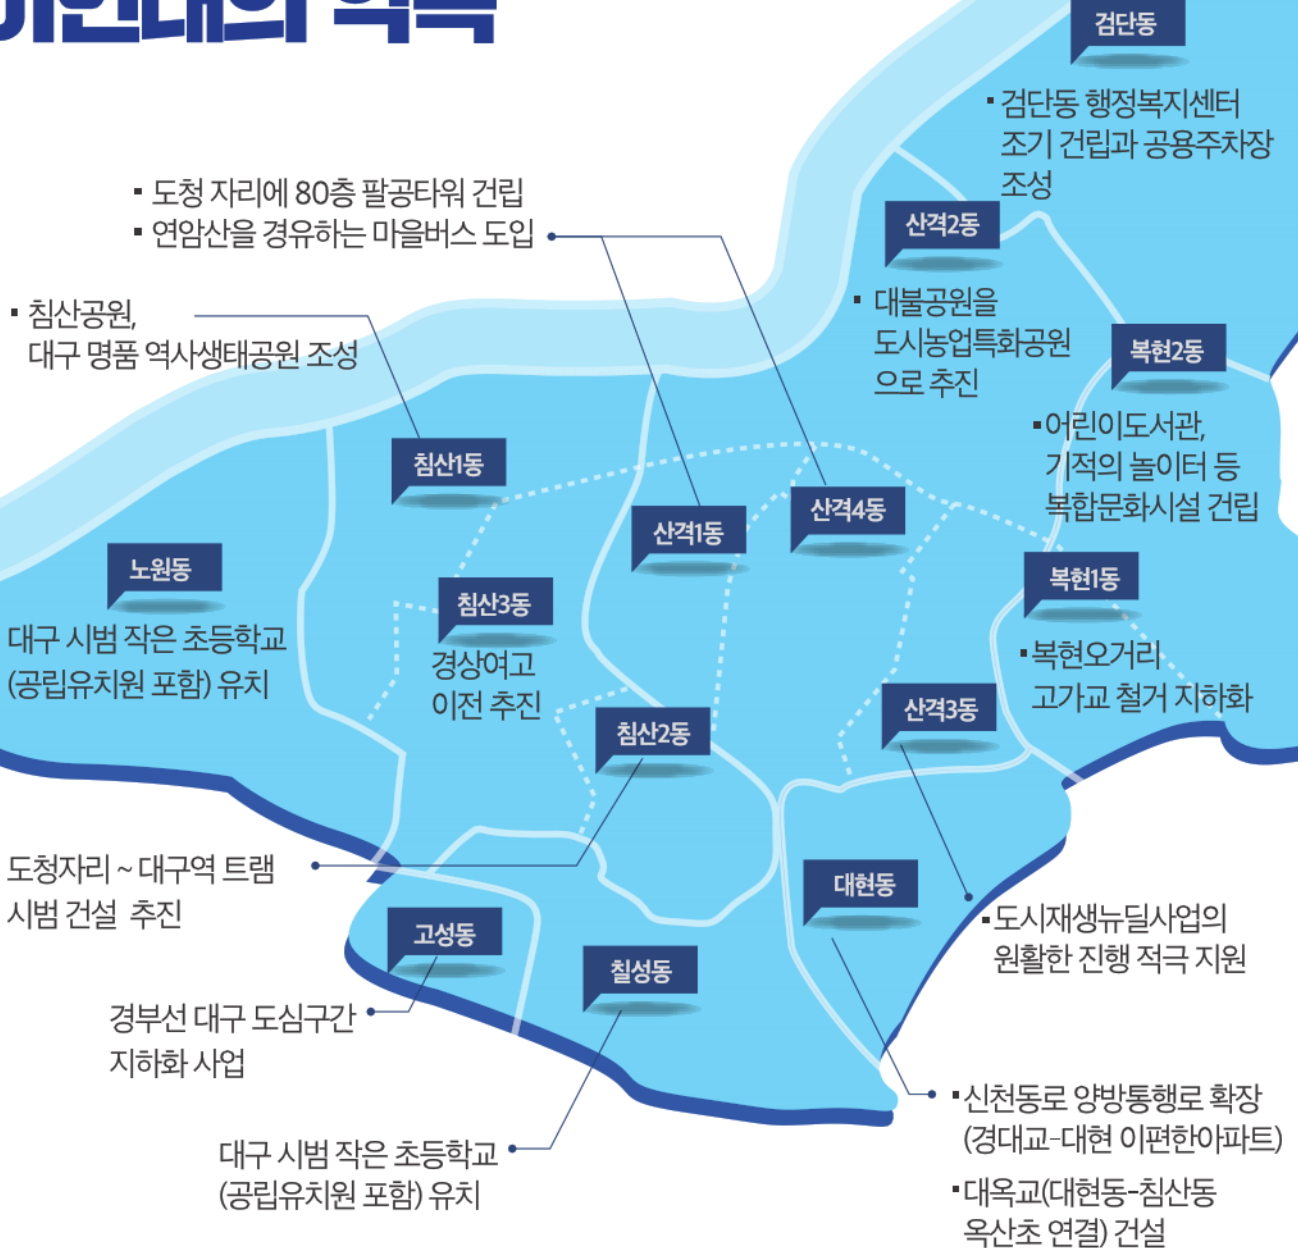 검단동
▪ 검단동 행정복지센터
조기 건립과 공용주차장
조성
▪ 도청 자리에 80층 팔공타워 건립
▪ 연암산을 경유하는 마을버스 도입
산격2동
▪ 대불공원을
도시농업특화공원
으로 추진
▪ 침산공원,
대구 명품 역사생태공원 조성
복현2동
▪어린이도서관,
기적의 놀이터 등
복합문화시설 건립
침산1동
산격4동
산격1동
노원동
대구 시범 작은 초등학교
(공립유치원 포함) 유치
침산3동
경상여고
이전 추진
복현1동
▪복현오거리
고가교 철거 지하화
산격3동
침산2동
도청자리 ~ 대구역 트램
시범 건설 추진
대현동
▪도시재생뉴딜사업의
원활한 진행 적극 지원
고성동
칠성동
경부선 대구 도심구간
지하화 사업
▪신천동로 양방통행로 확장
(경대교-대현 이편한아파트)
▪대옥교(대현동-침산동
옥산초 연결) 건설
대구 시범 작은 초등학교
(공립유치원 포함) 유치